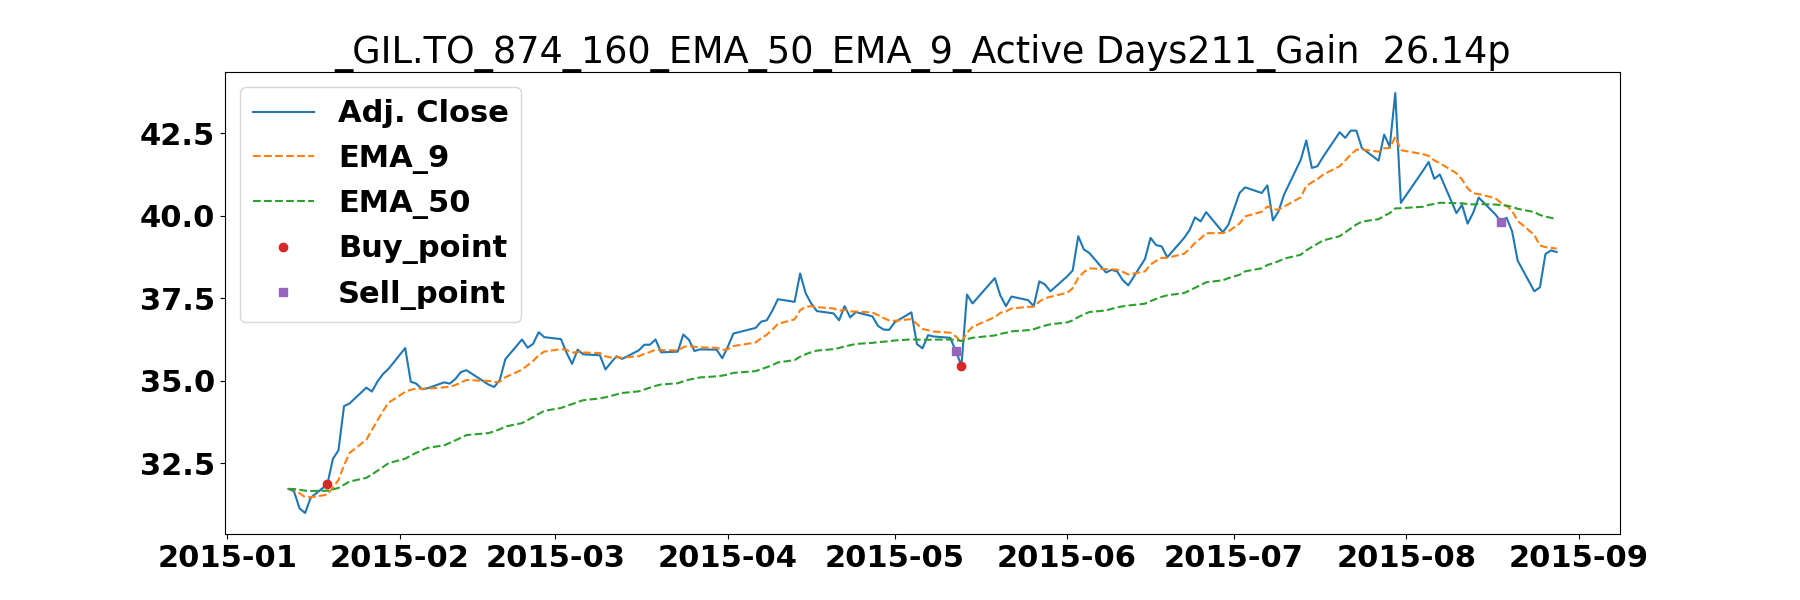 _GIL.TO_874_160_EMA_50_EMA_9_Active Days211_Gain  26.14p
Adj. Close
EMA_9
EMA_50
Buy_point
Sell_point
42.5
40.0
37.5
35.0
32.5
2015-01 2015-02 2015-03 2015-04 2015-05 2015-06 2015-07 2015-08 2015-09